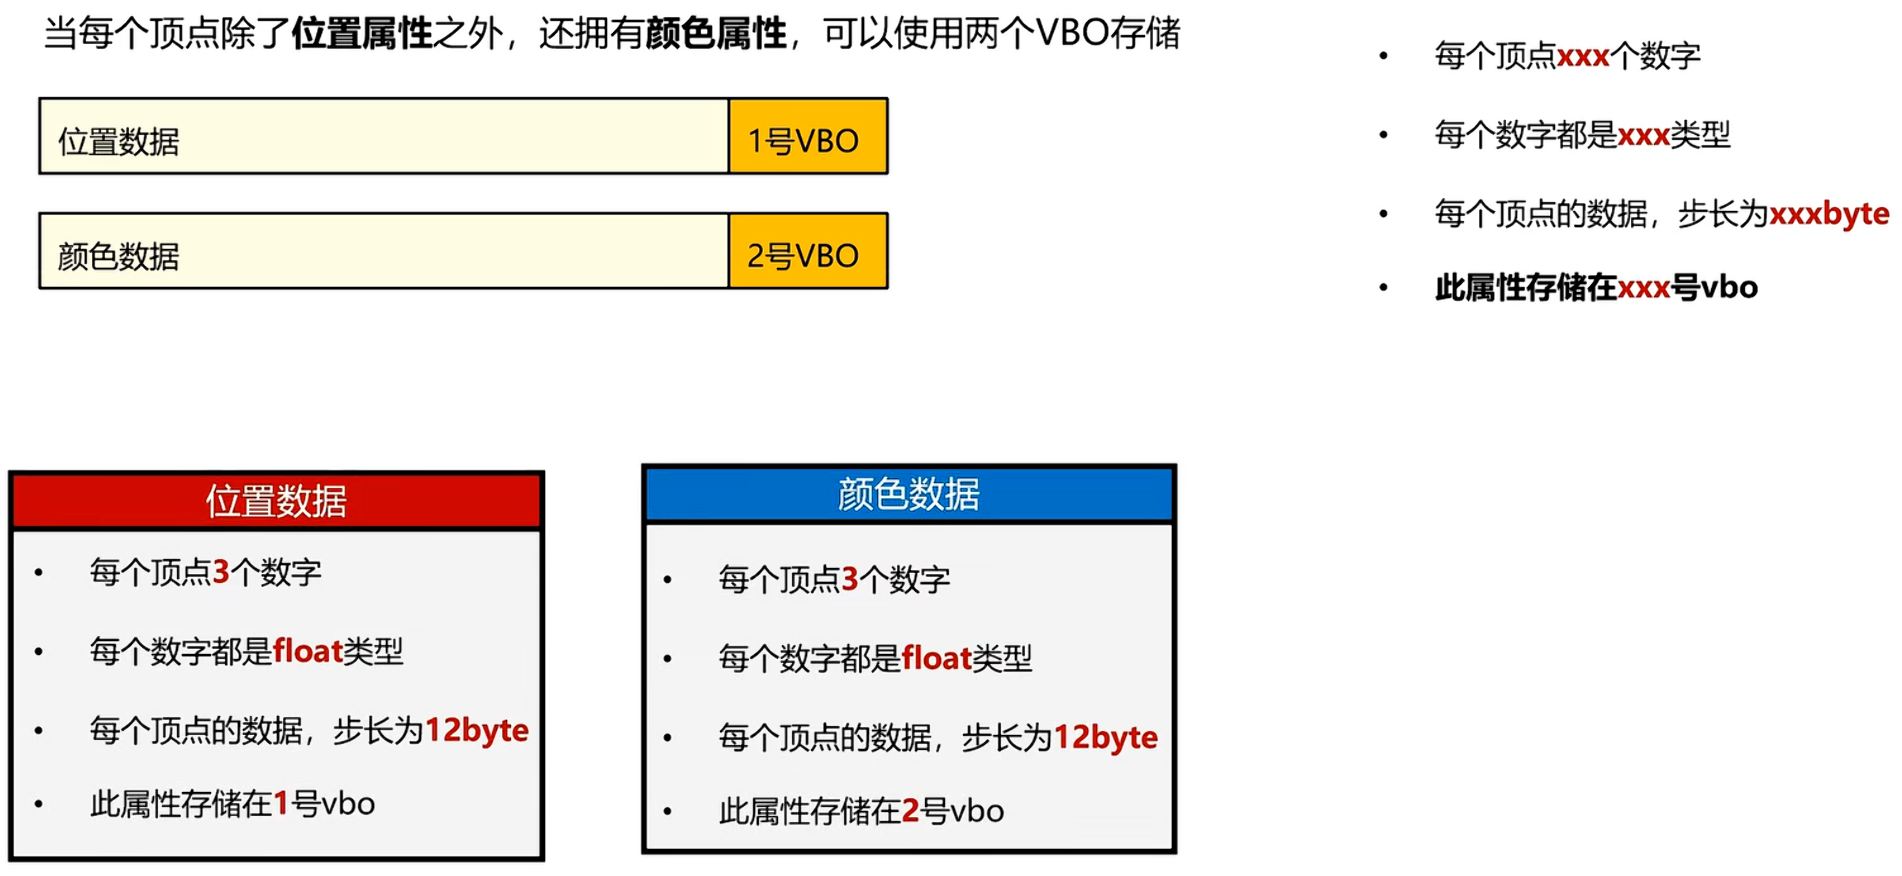 当每个顶点除了位置属性之外，还拥有颜色属性，可以使用两个VBO存储
位置数据
1号VBO
颜色数据
2号VBO
• 每个顶点xxx个数字
• 每个数字都是xxx类型
• 每个顶点的数据，步长为xxxbyte
• 此属性存储在xxx号vbo
位置数据
• 每个顶点3个数字
• 每个数字都是float类型
• 每个顶点的数据，步长为12byte
• 此属性存储在1号vbo
颜色数据
• 每个顶点3个数字
• 每个数字都是float类型
• 每个顶点的数据，步长为12byte
• 此属性存储在2号vbo